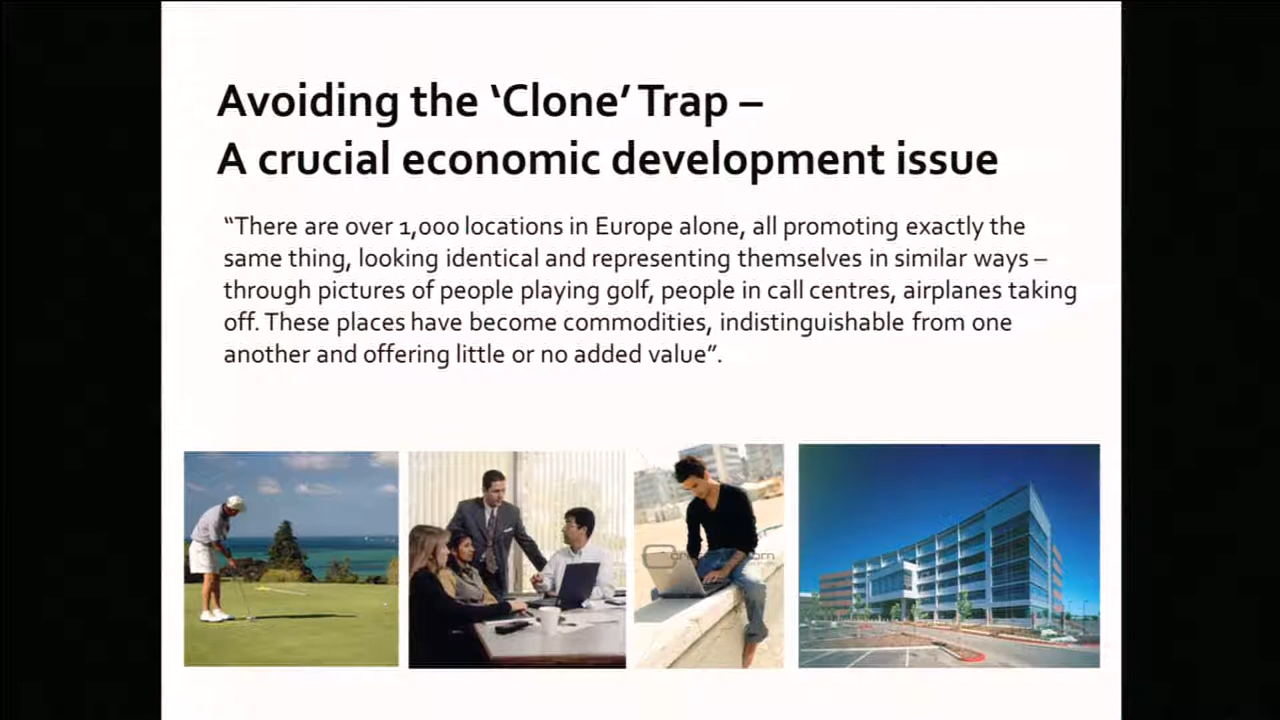 Avoiding the ‘Clone’ Trap –
A crucial economic development issue
“There are over 1,000 locations in Europe alone, all promoting exactly the
same thing, looking identical and representing themselves in similar ways –
through pictures of people playing golf, people in call centres, airplanes taking
off. These places have become commodities, indistinguishable from one
another and offering little or no added value”.